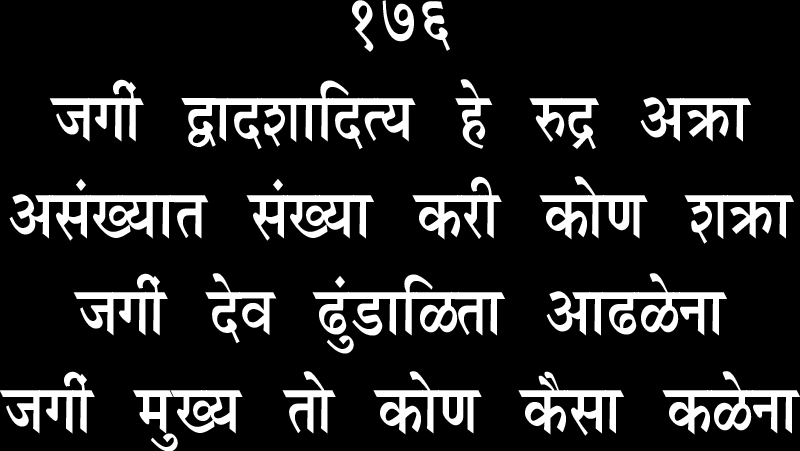 १७६
जगीं द्वादशादित्य हे रुद्र अक्रा
असंख्यात संख्या करी कोण शक्रा
जगीं देव ढुंडाळिता आढळेना
जगीं मुख्य तो कोण कैसा कळेना